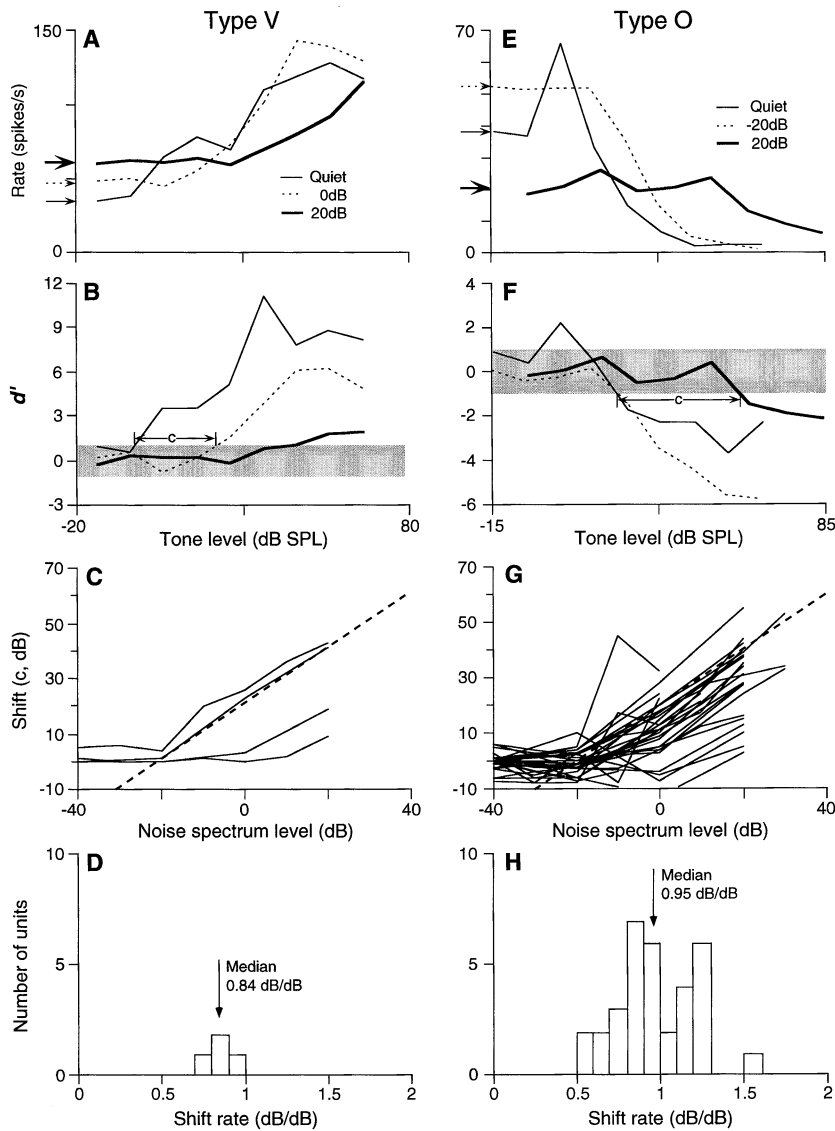 Type V
Type O
A
150
0
Rate (spikes/s)
Quiet
0dB
20dB
E
70
0
Quiet
-20dB
20dB
B
12
9
6
3
0
-3
d'
c
-20
80
Tone level (dB SPL)
F
4
2
0
-2
-4
-6
c
-15
85
Tone level (dB SPL)
C
70
50
30
10
-10
Shift (c, dB)
-40
0
40
Noise spectrum level (dB)
G
70
50
30
10
-10
-40
0
40
Noise spectrum level (dB)
D
10
5
0
Number of units
Median
0.84 dB/dB
0
0.5
1
1.5
2
Shift rate (dB/dB)
H
10
5
0
Median
0.95 dB/dB
0
0.5
1
1.5
2
Shift rate (dB/dB)